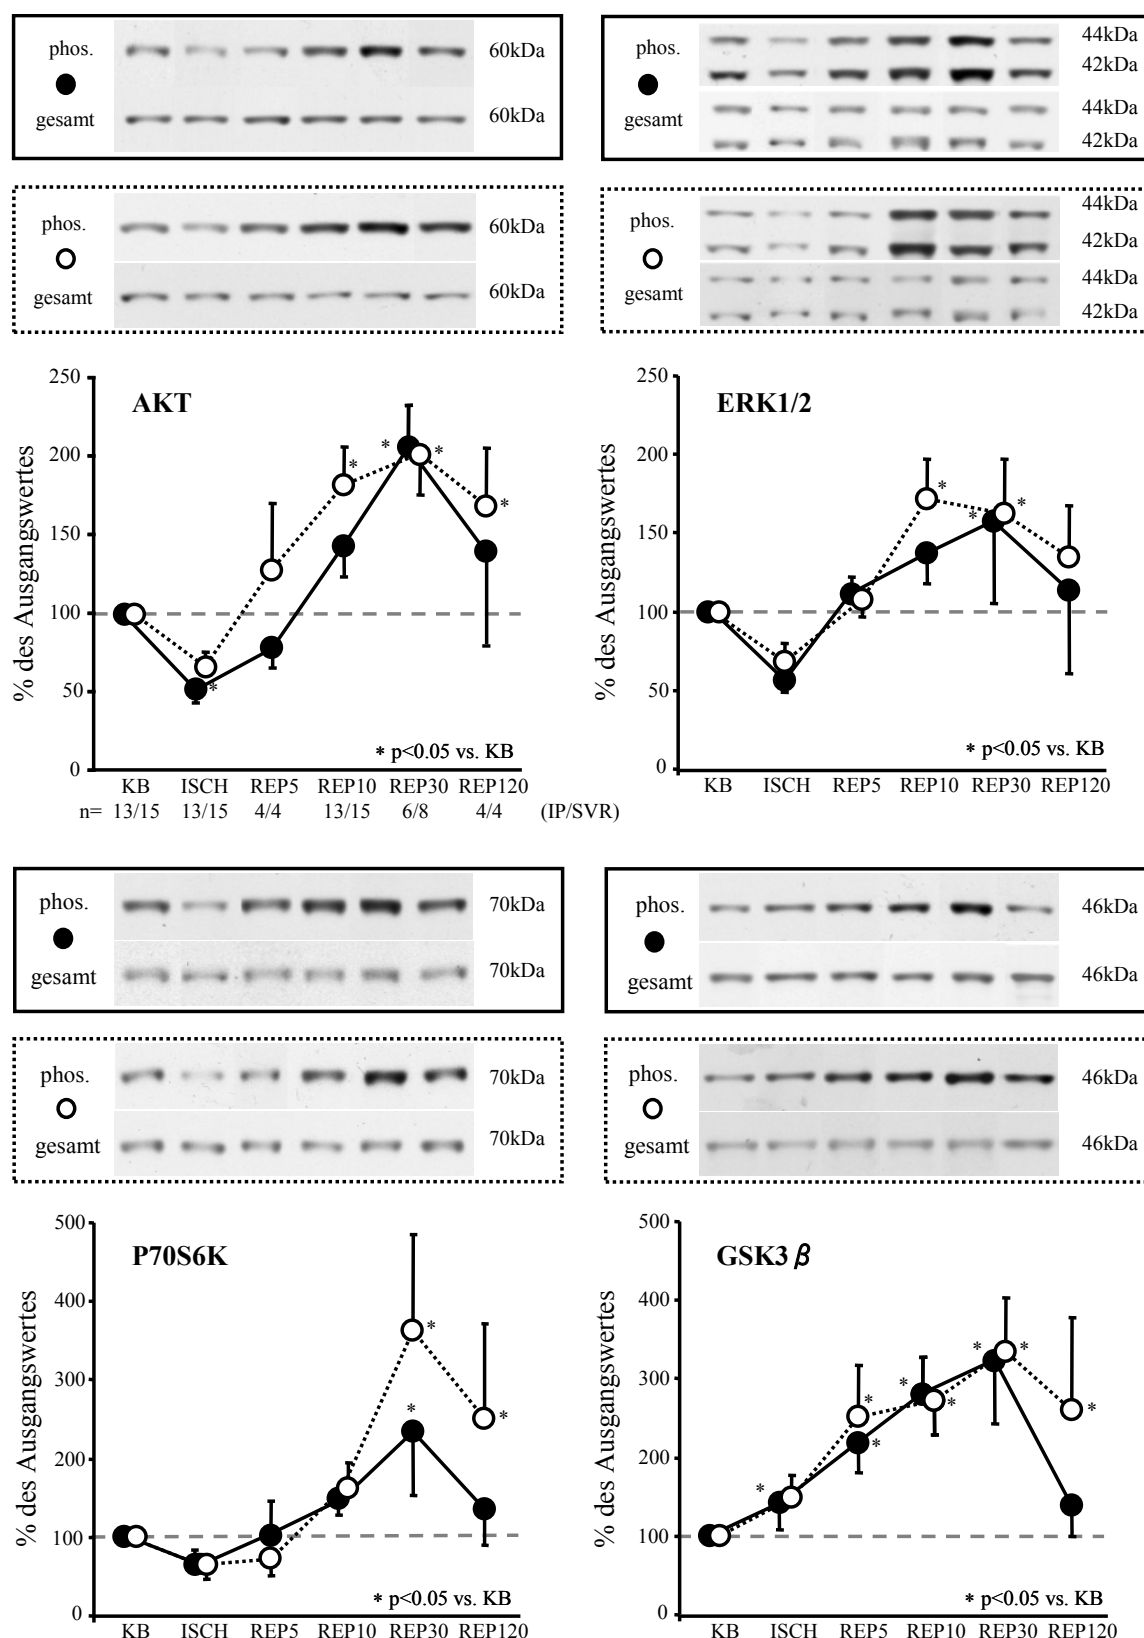 phos.
60kDa
gesamt
60kDa
phos.
44kDa
42kDa
gesamt
44kDa
42kDa
phos.
60kDa
gesamt
60kDa
phos.
44kDa
42kDa
gesamt
44kDa
42kDa
AKT
% des Ausgangswertes
250
200
150
100
50
0
* * * * * *
* p<0.05 vs. KB
KB ISCH REP5 REP10 REP30 REP120
n= 13/15 13/15 4/4 13/15 6/8 4/4 (IP/SVR)
ERK1/2
% des Ausgangswertes
250
200
150
100
50
0
* * *
* p<0.05 vs. KB
KB ISCH REP5 REP10 REP30 REP120
phos.
70kDa
gesamt
70kDa
phos.
46kDa
gesamt
46kDa
phos.
70kDa
gesamt
70kDa
phos.
46kDa
gesamt
46kDa
P70S6K
% des Ausgangswertes
500
400
300
200
100
0
* * *
* p<0.05 vs. KB
KB ISCH REP5 REP10 REP30 REP120
GSK3 β
% des Ausgangswertes
500
400
300
200
100
0
* * * * * * * *
* p<0.05 vs. KB
KB ISCH REP5 REP10 REP30 REP120